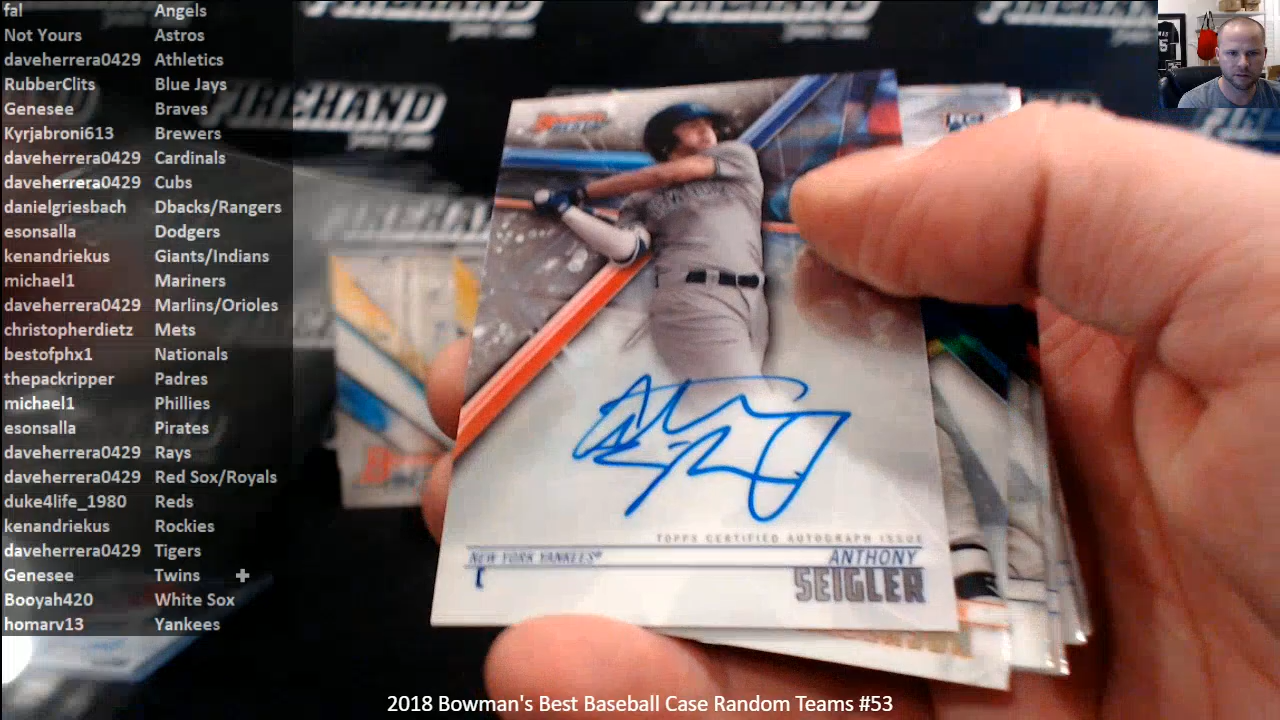 fal Angels
Not Yours Astros
daveherrera0429 Athletics
RubberClits Blue Jays
Genesee Braves
Kyrjabroni613 Brewers
daveherrera0429 Cardinals
daveherrera0429 Cubs
danielgriesbach Dbacks/Rangers
esonsalla Dodgers
kenandriekus Giants/Indians
michael1 Mariners
daveherrera0429 Marlins/Orioles
christopherdietz Mets
bestofphx1 Nationals
thepackripper Padres
michael1 Phillies
esonsalla Pirates
daveherrera0429 Rays
daveherrera0429 Red Sox/Royals
duke4life_1980 Reds
kenandriekus Rockies
daveherrera0429 Tigers
Genesee Twins +
Booyah420 White Sox
homarv13 Yankees
FIREHAND
RC
TOPPS CERTIFIED AUTOGRAPH ISSUE
NEW YORK YANKEES®
ANTHONY
C
SEIGLER
2018 Bowman's Best Baseball Case Random Teams #53